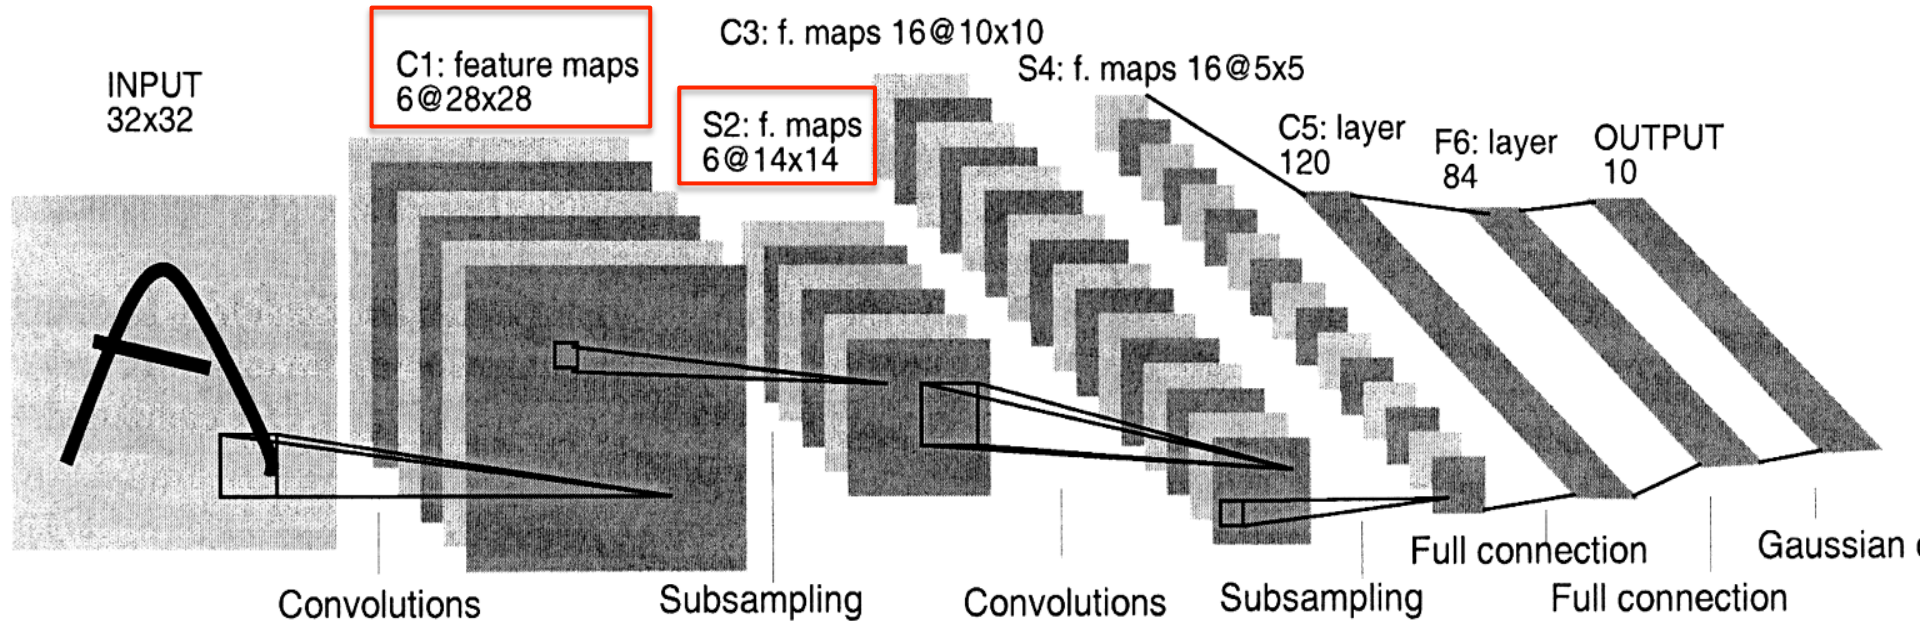 INPUT
32x32
C1: feature maps
6@28x28
S2: f. maps
6@14x14
C3: f. maps 16@10x10
S4: f. maps 16@5x5
C5: layer
120
F6: layer
84
OUTPUT
10
Convolutions
Subsampling
Convolutions
Subsampling
Full connection
Full connection
Gaussian